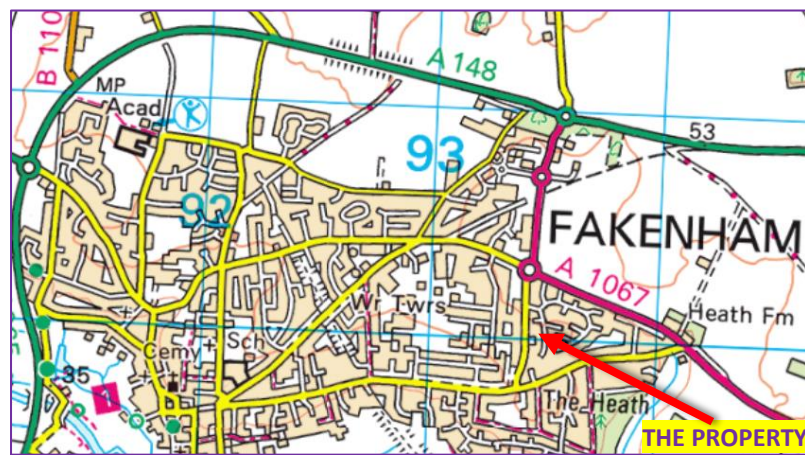 B 110
A 148
MP
Acad
53
93
92
FAKENHAM
A 1067
Wr Twrs
Heath Fm
Cemy
Sch
35
The Heath
THE PROPERTY